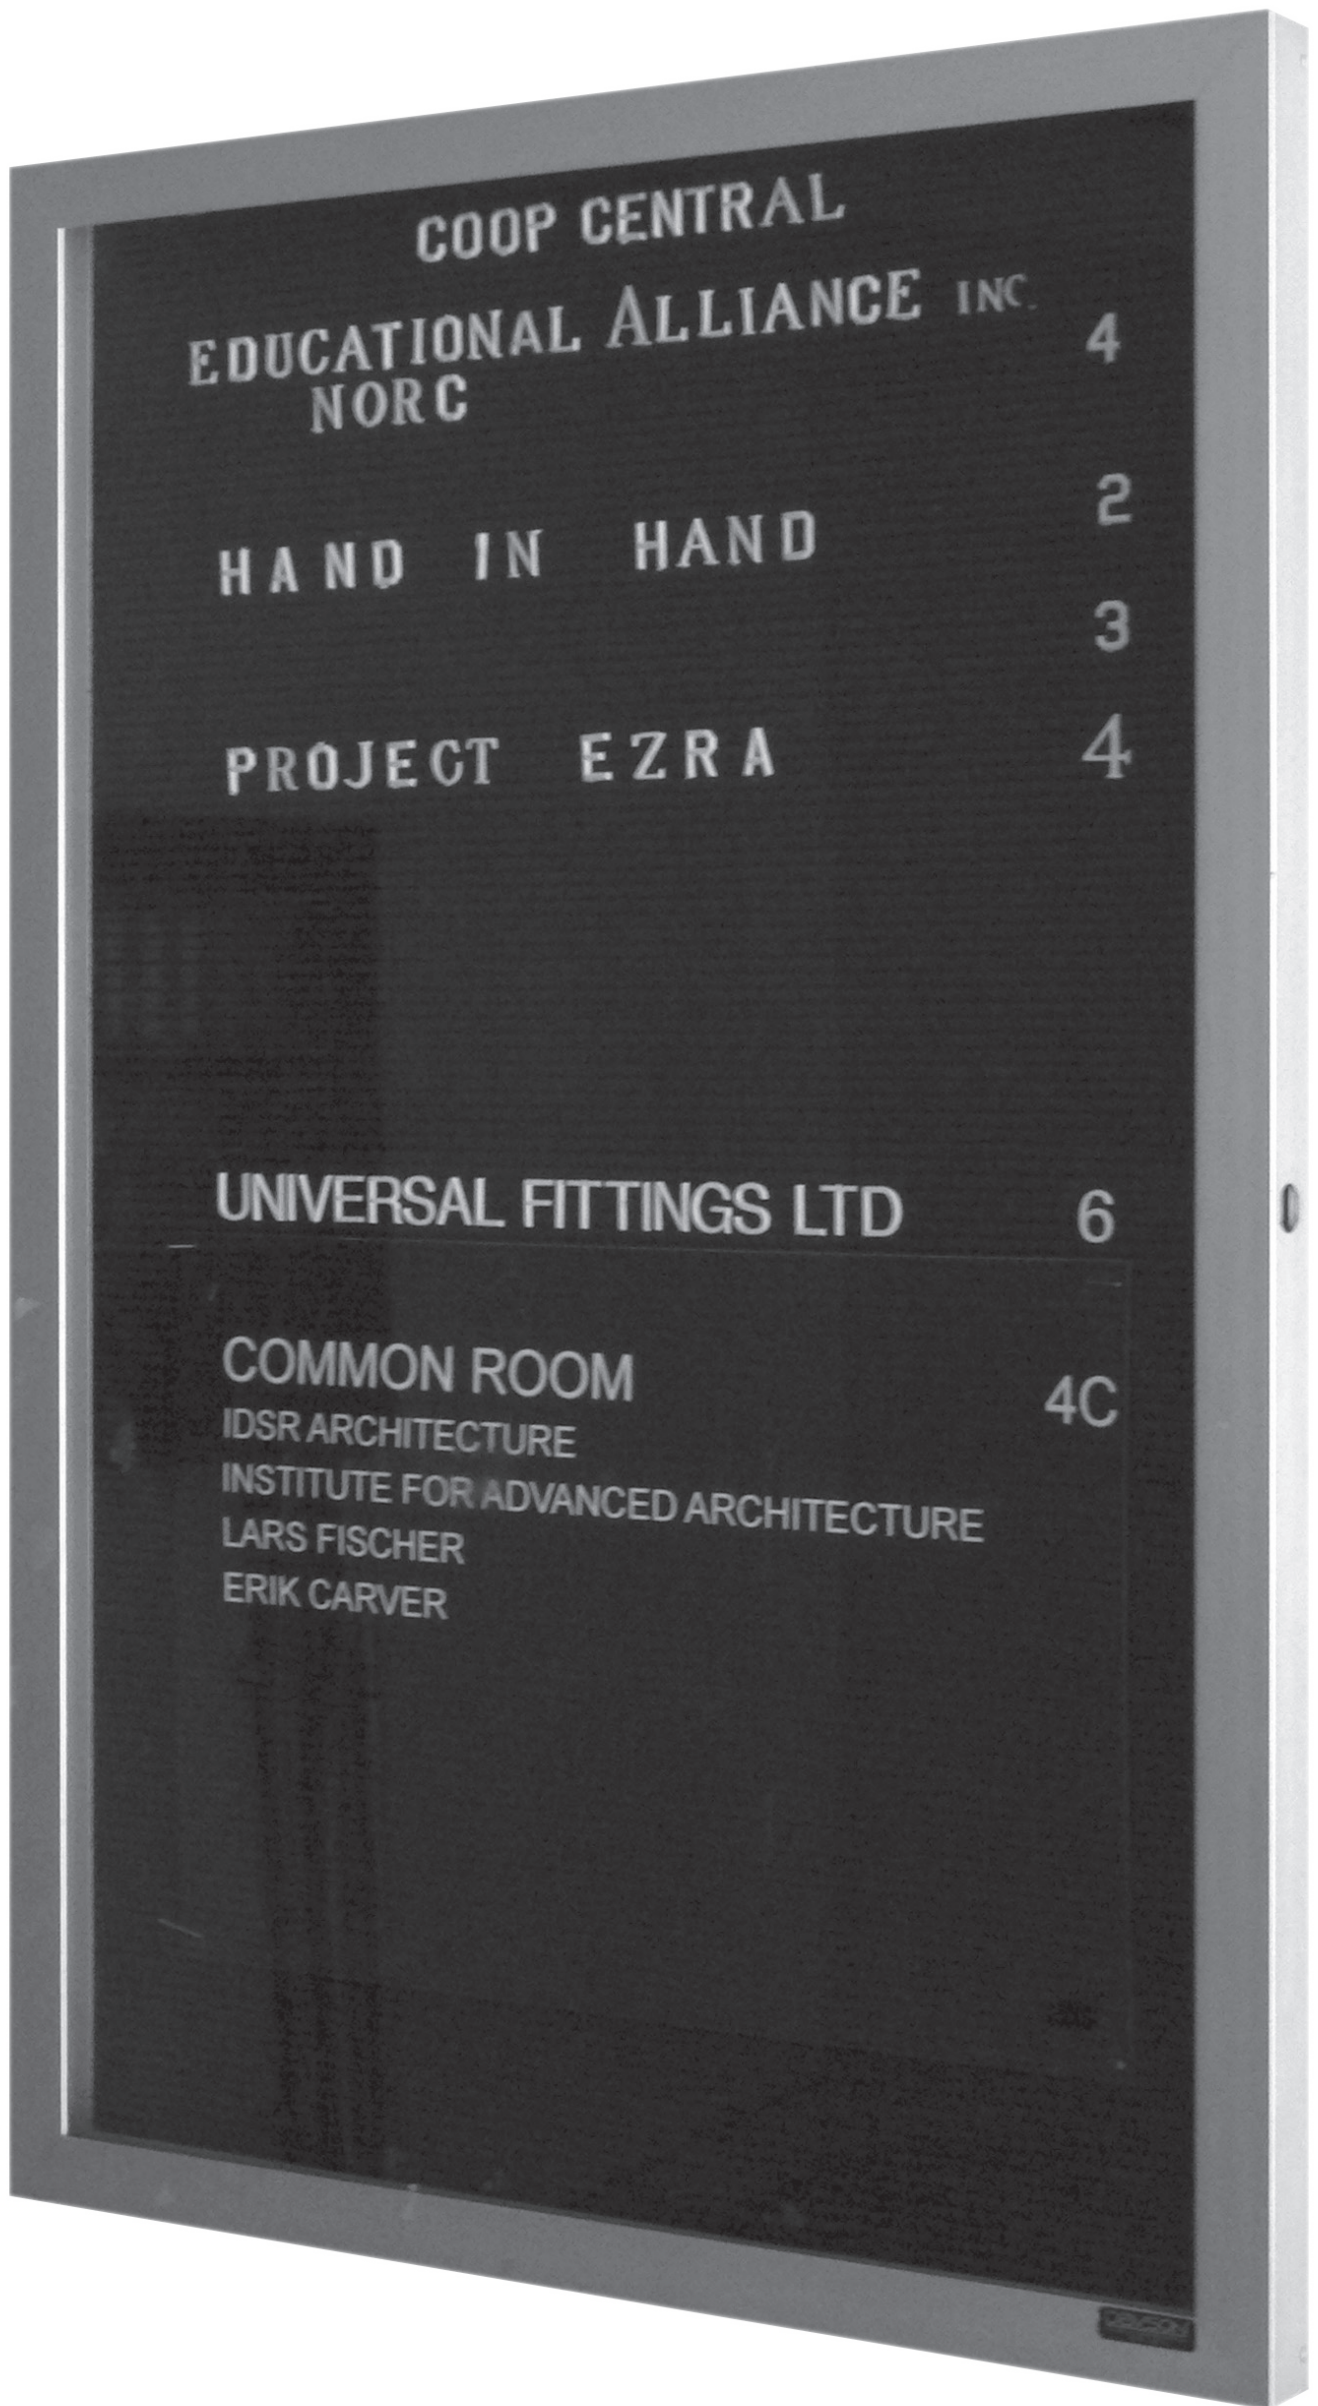 COOP CENTRAL
EDUCATIONAL ALLIANCE INC. 4
NORC
2
HAND IN HAND
3
PROJECT EZRA 4
UNIVERSAL FITTINGS LTD 6
COMMON ROOM 4C
IDSR ARCHITECTURE
INSTITUTE FOR ADVANCED ARCHITECTURE
LARS FISCHER
ERIK CARVER